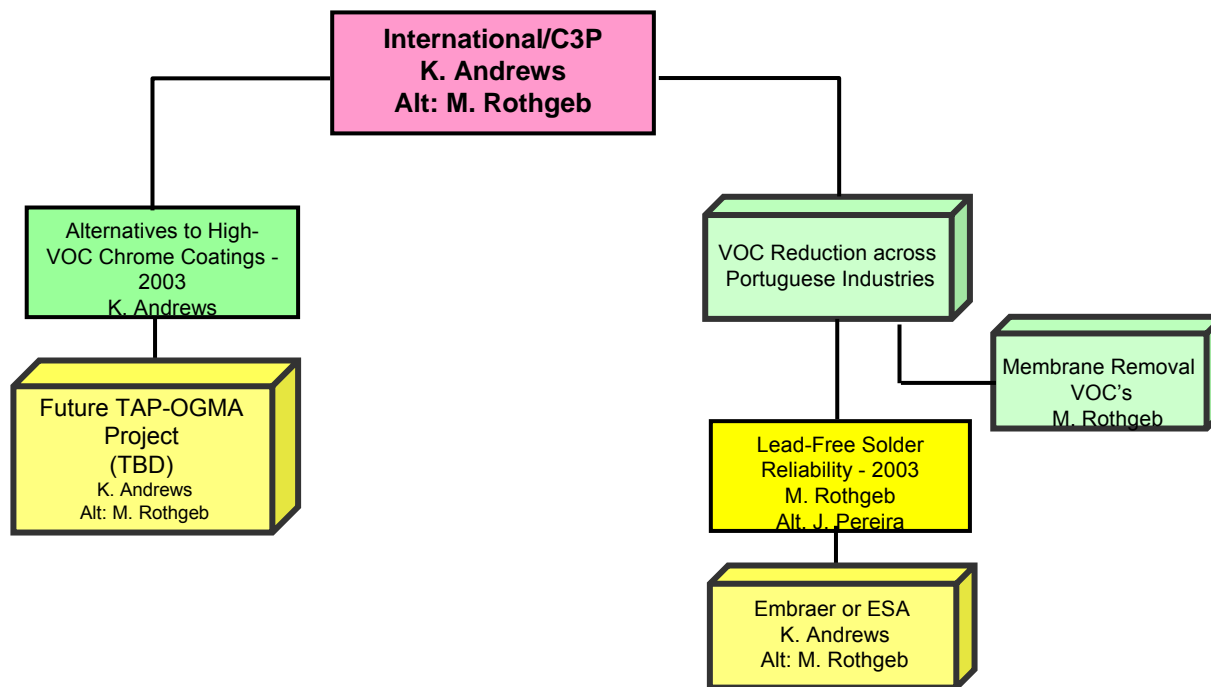 International/C3P
K. Andrews
Alt: M. Rothgeb
Alternatives to High-
VOC Chrome Coatings -
2003
K. Andrews
Future TAP-OGMA
Project
(TBD)
K. Andrews
Alt: M. Rothgeb
VOC Reduction across
Portuguese Industries
Membrane Removal
VOC's
M. Rothgeb
Lead-Free Solder
Reliability - 2003
M. Rothgeb
Alt. J. Pereira
Embraer or ESA
K. Andrews
Alt: M. Rothgeb